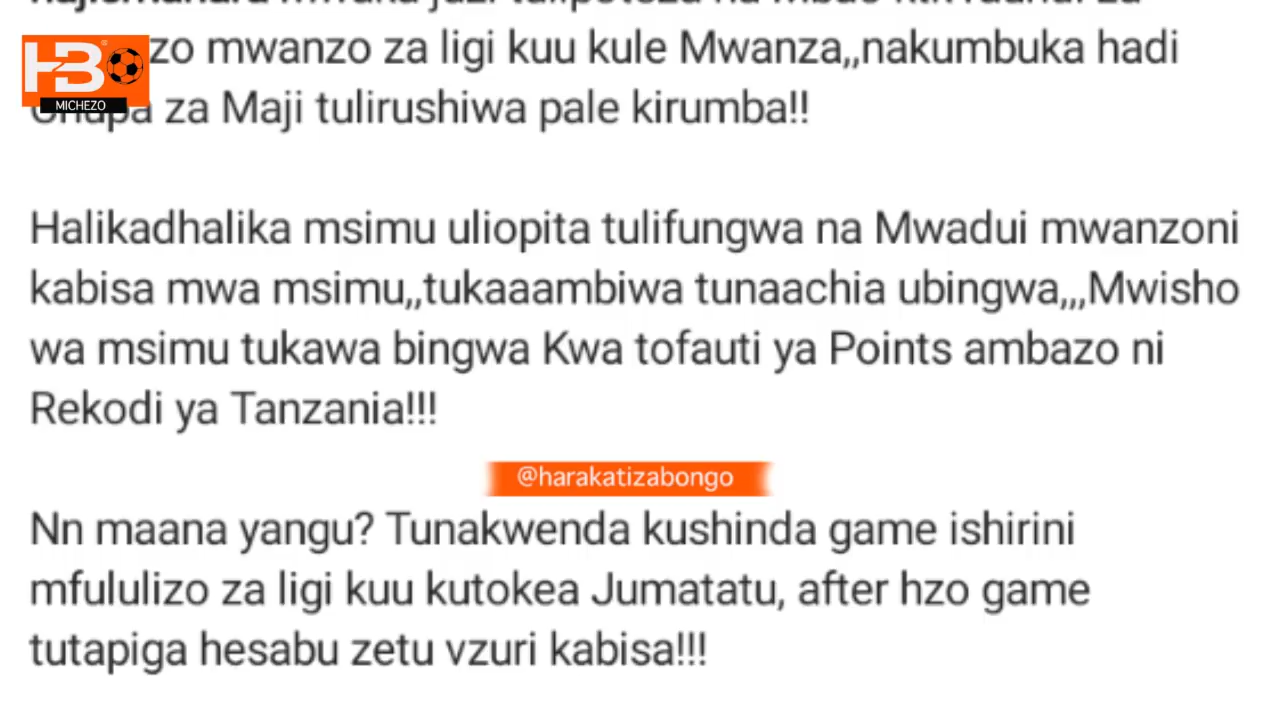 zo mwanzo za ligi kuu kule Mwanza,,nakumbuka hadi
za Maji tulirushiwa pale kirumba!!
HB
MICHEZO
Halikadhalika msimu uliopita tulifungwa na Mwadui mwanzoni
kabisa mwa msimu,,tukaaambiwa tunaachia ubingwa,,,Mwisho
wa msimu tukawa bingwa Kwa tofauti ya Points ambazo ni
Rekodi ya Tanzania!!!
@harakatizabongo
Nn maana yangu? Tunakwenda kushinda game ishirini
mfululizo za ligi kuu kutokea Jumatatu, after hzo game
tutapiga hesabu zetu vzuri kabisa!!!